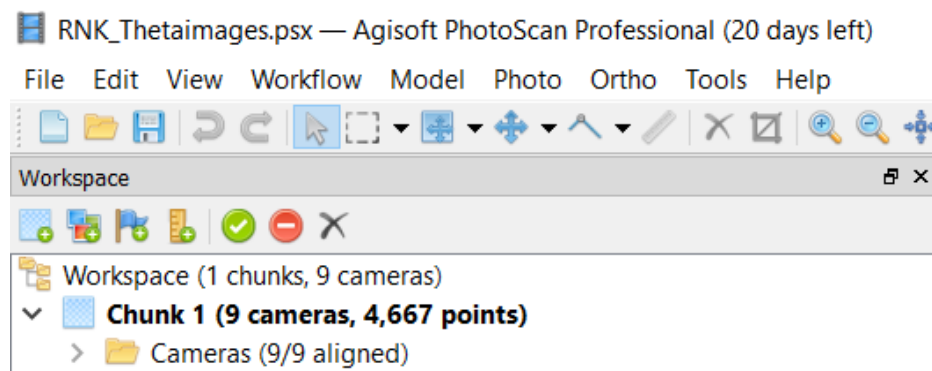 RNK_Thetaimages.psx — Agisoft PhotoScan Professional (20 days left)
File Edit View Workflow Model Photo Ortho Tools Help
Workspace
Workspace (1 chunks, 9 cameras)
Chunk 1 (9 cameras, 4,667 points)
Cameras (9/9 aligned)